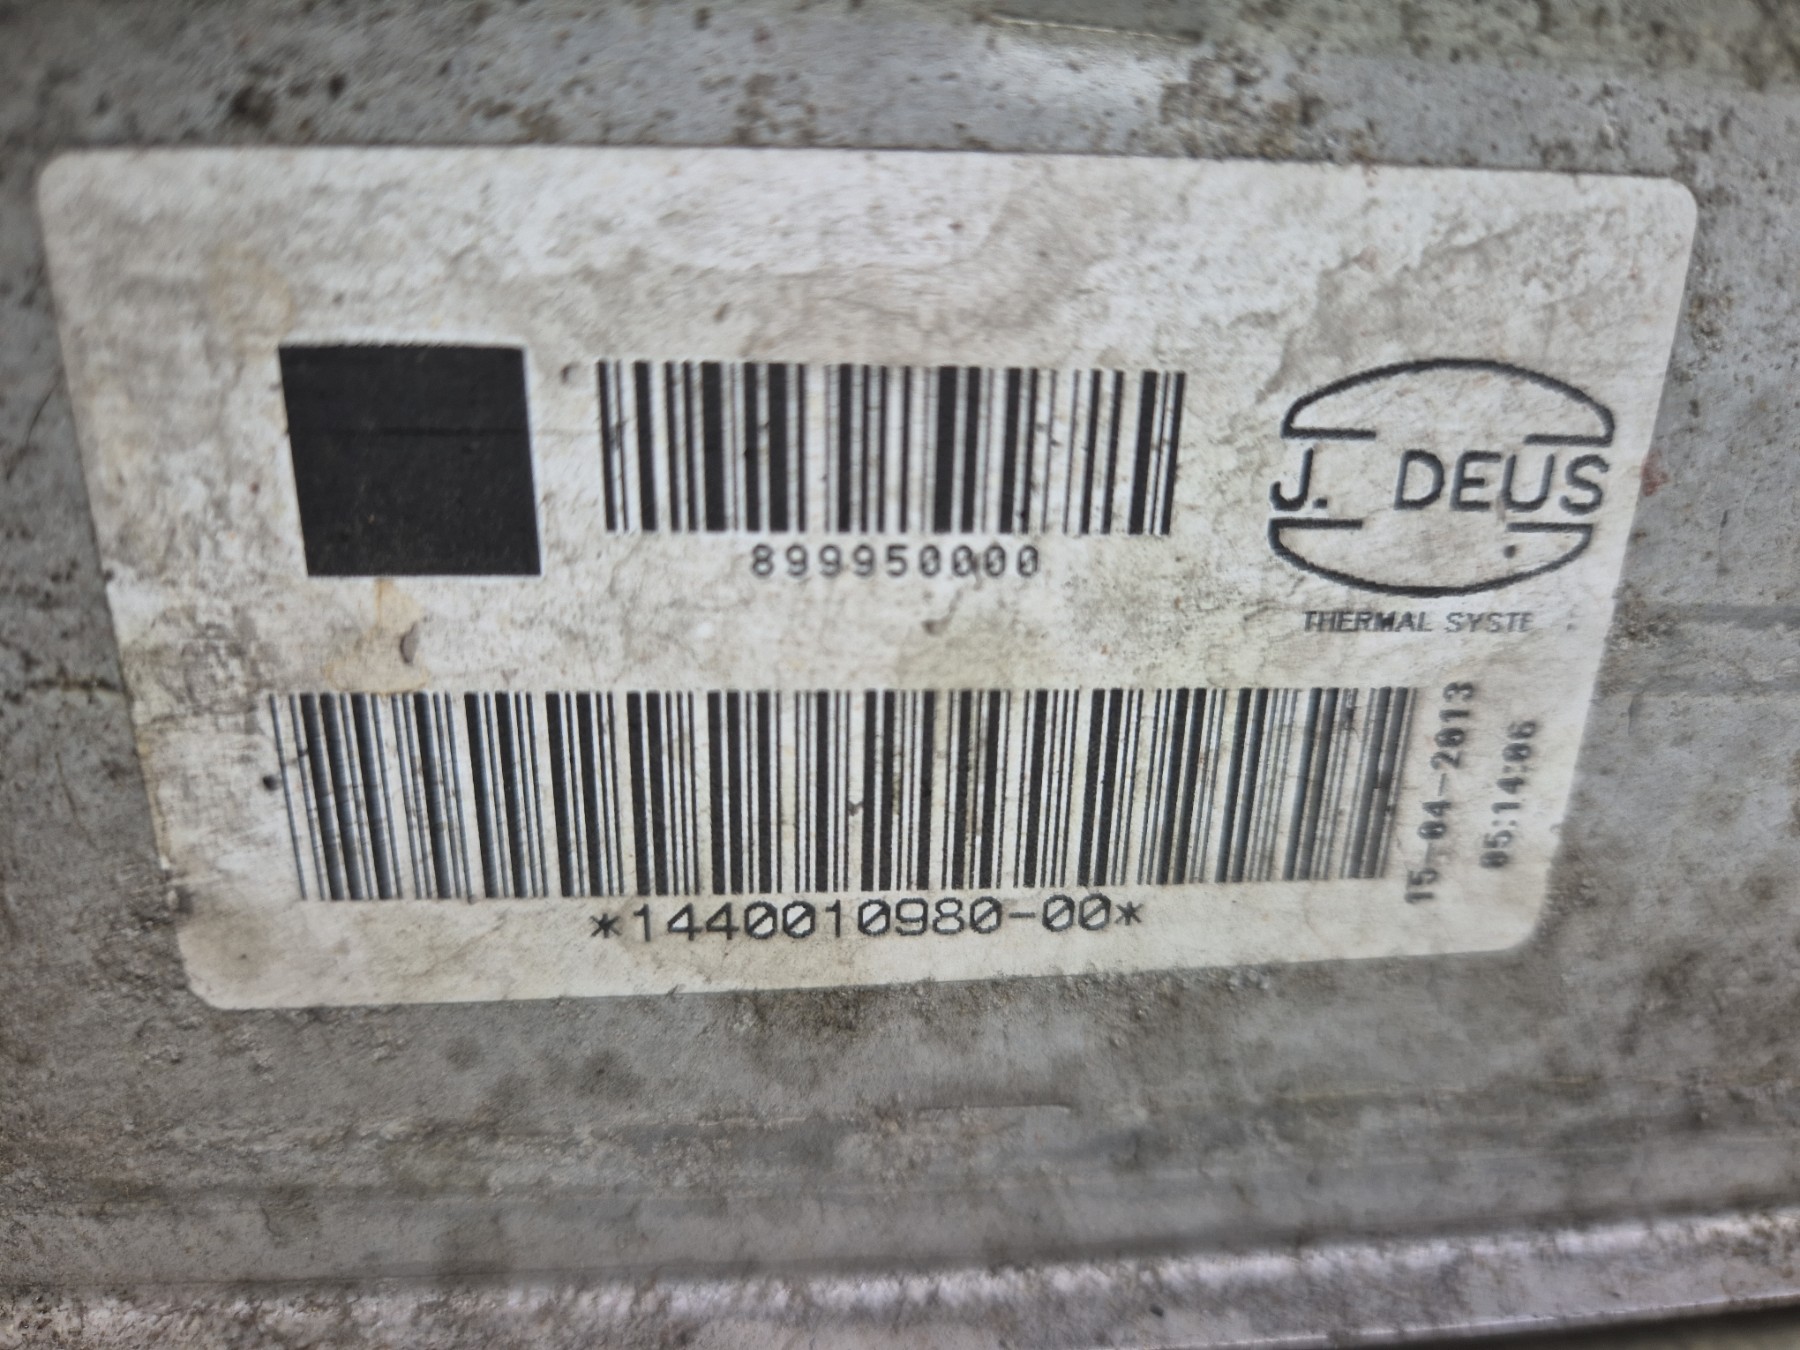 899950000
J. DEUS
THERMAL SYSTE
*1440010980-00*
15-04-2013
05:14:06